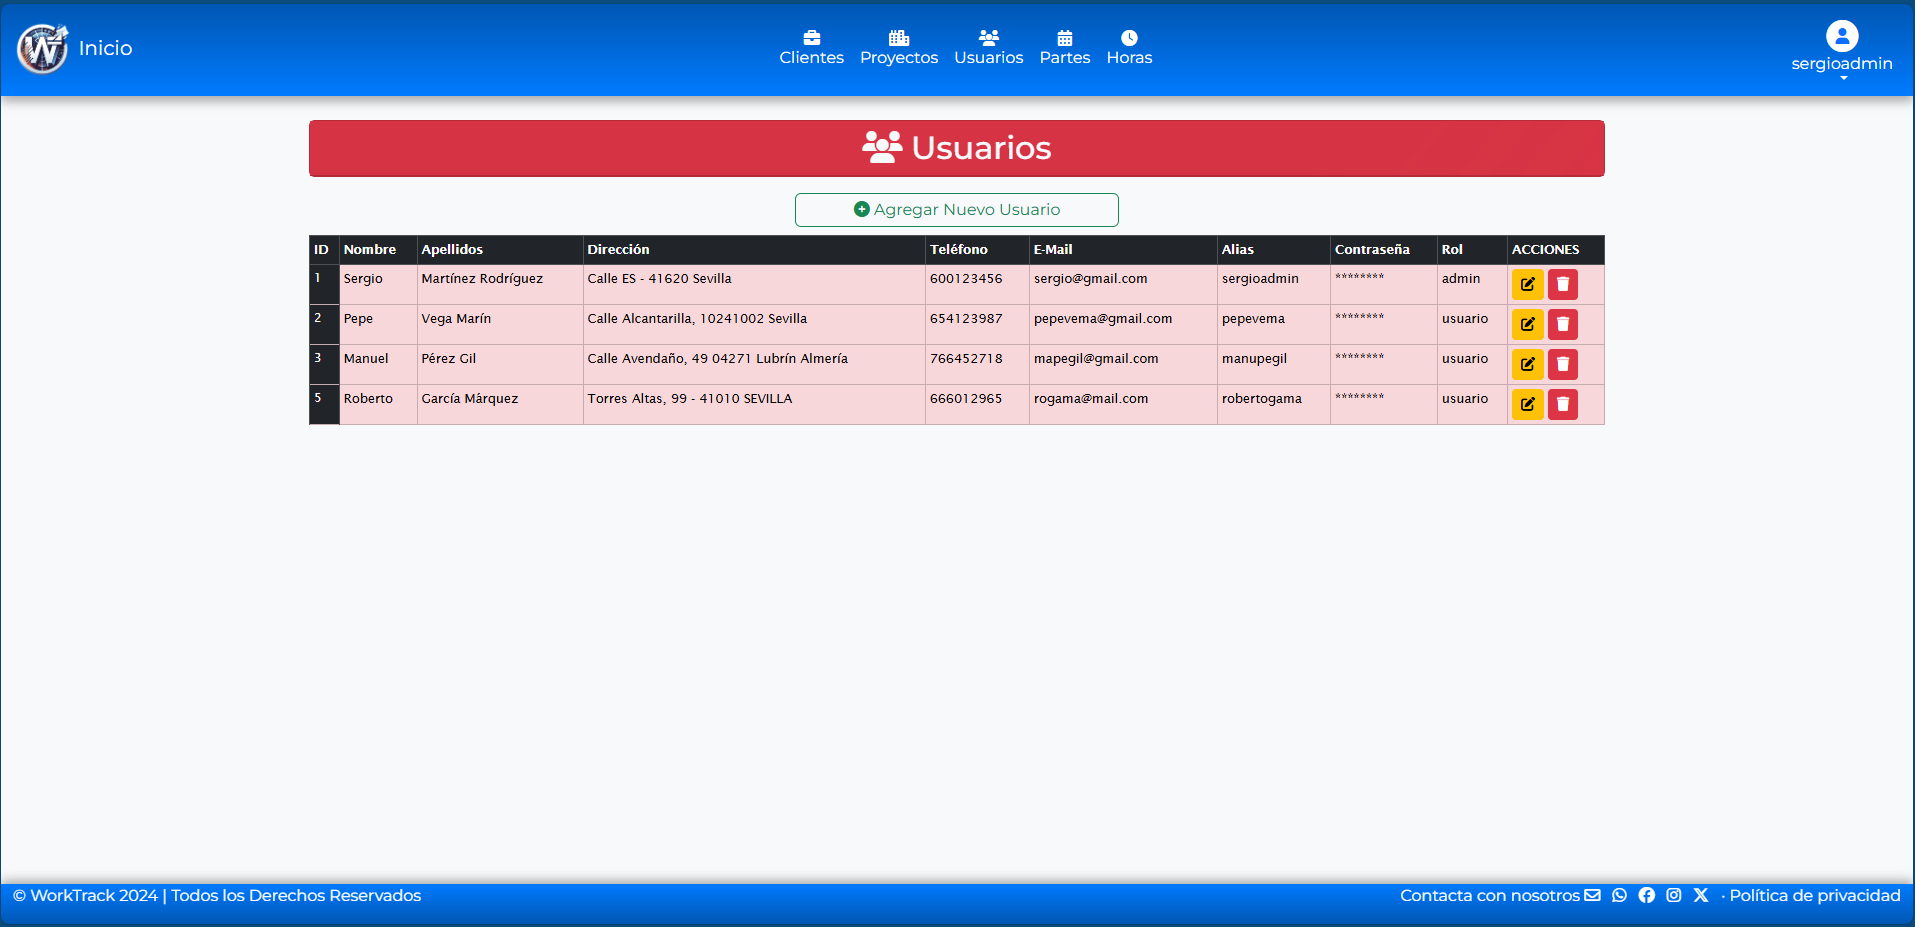 W Inicio
Clientes Proyectos Usuarios Partes Horas
sergioadmin
Usuarios
Agregar Nuevo Usuario
ID Nombre Apellidos Dirección Teléfono E-Mail Alias Contraseña Rol ACCIONES
1 Sergio Martínez Rodríguez Calle ES - 41620 Sevilla 600123456 sergio@gmail.com sergioadmin ******** admin
2 Pepe Vega Marín Calle Alcantarilla, 10241002 Sevilla 654123987 pepevema@gmail.com pepevema ******** usuario
3 Manuel Pérez Gil Calle Avendaño, 49 04271 Lubrín Almería 766452718 mapegil@gmail.com manupegil ******** usuario
5 Roberto García Márquez Torres Altas, 99 - 41010 SEVILLA 666012965 rogama@mail.com robertogama ******** usuario
© WorkTrack 2024 | Todos los Derechos Reservados Contacta con nosotros · Política de privacidad